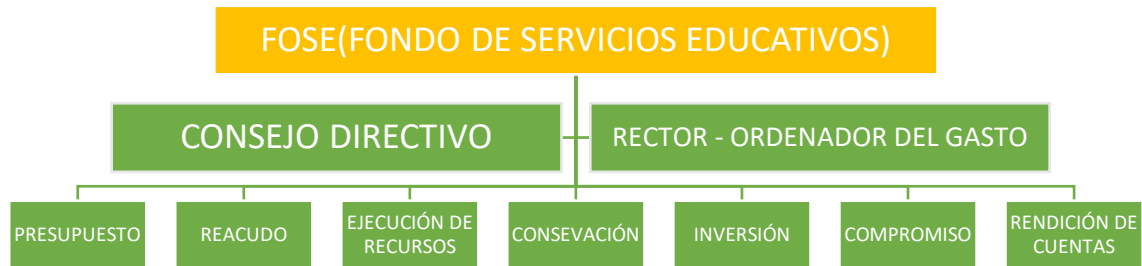 FOSE(FONDO DE SERVICIOS EDUCATIVOS)
CONSEJO DIRECTIVO
RECTOR - ORDENADOR DEL GASTO
PRESUPUESTO
REACUDO
EJECUCIÓN DE
RECURSOS
CONSEVACIÓN
INVERSIÓN
COMPROMISO
RENDICIÓN DE
CUENTAS